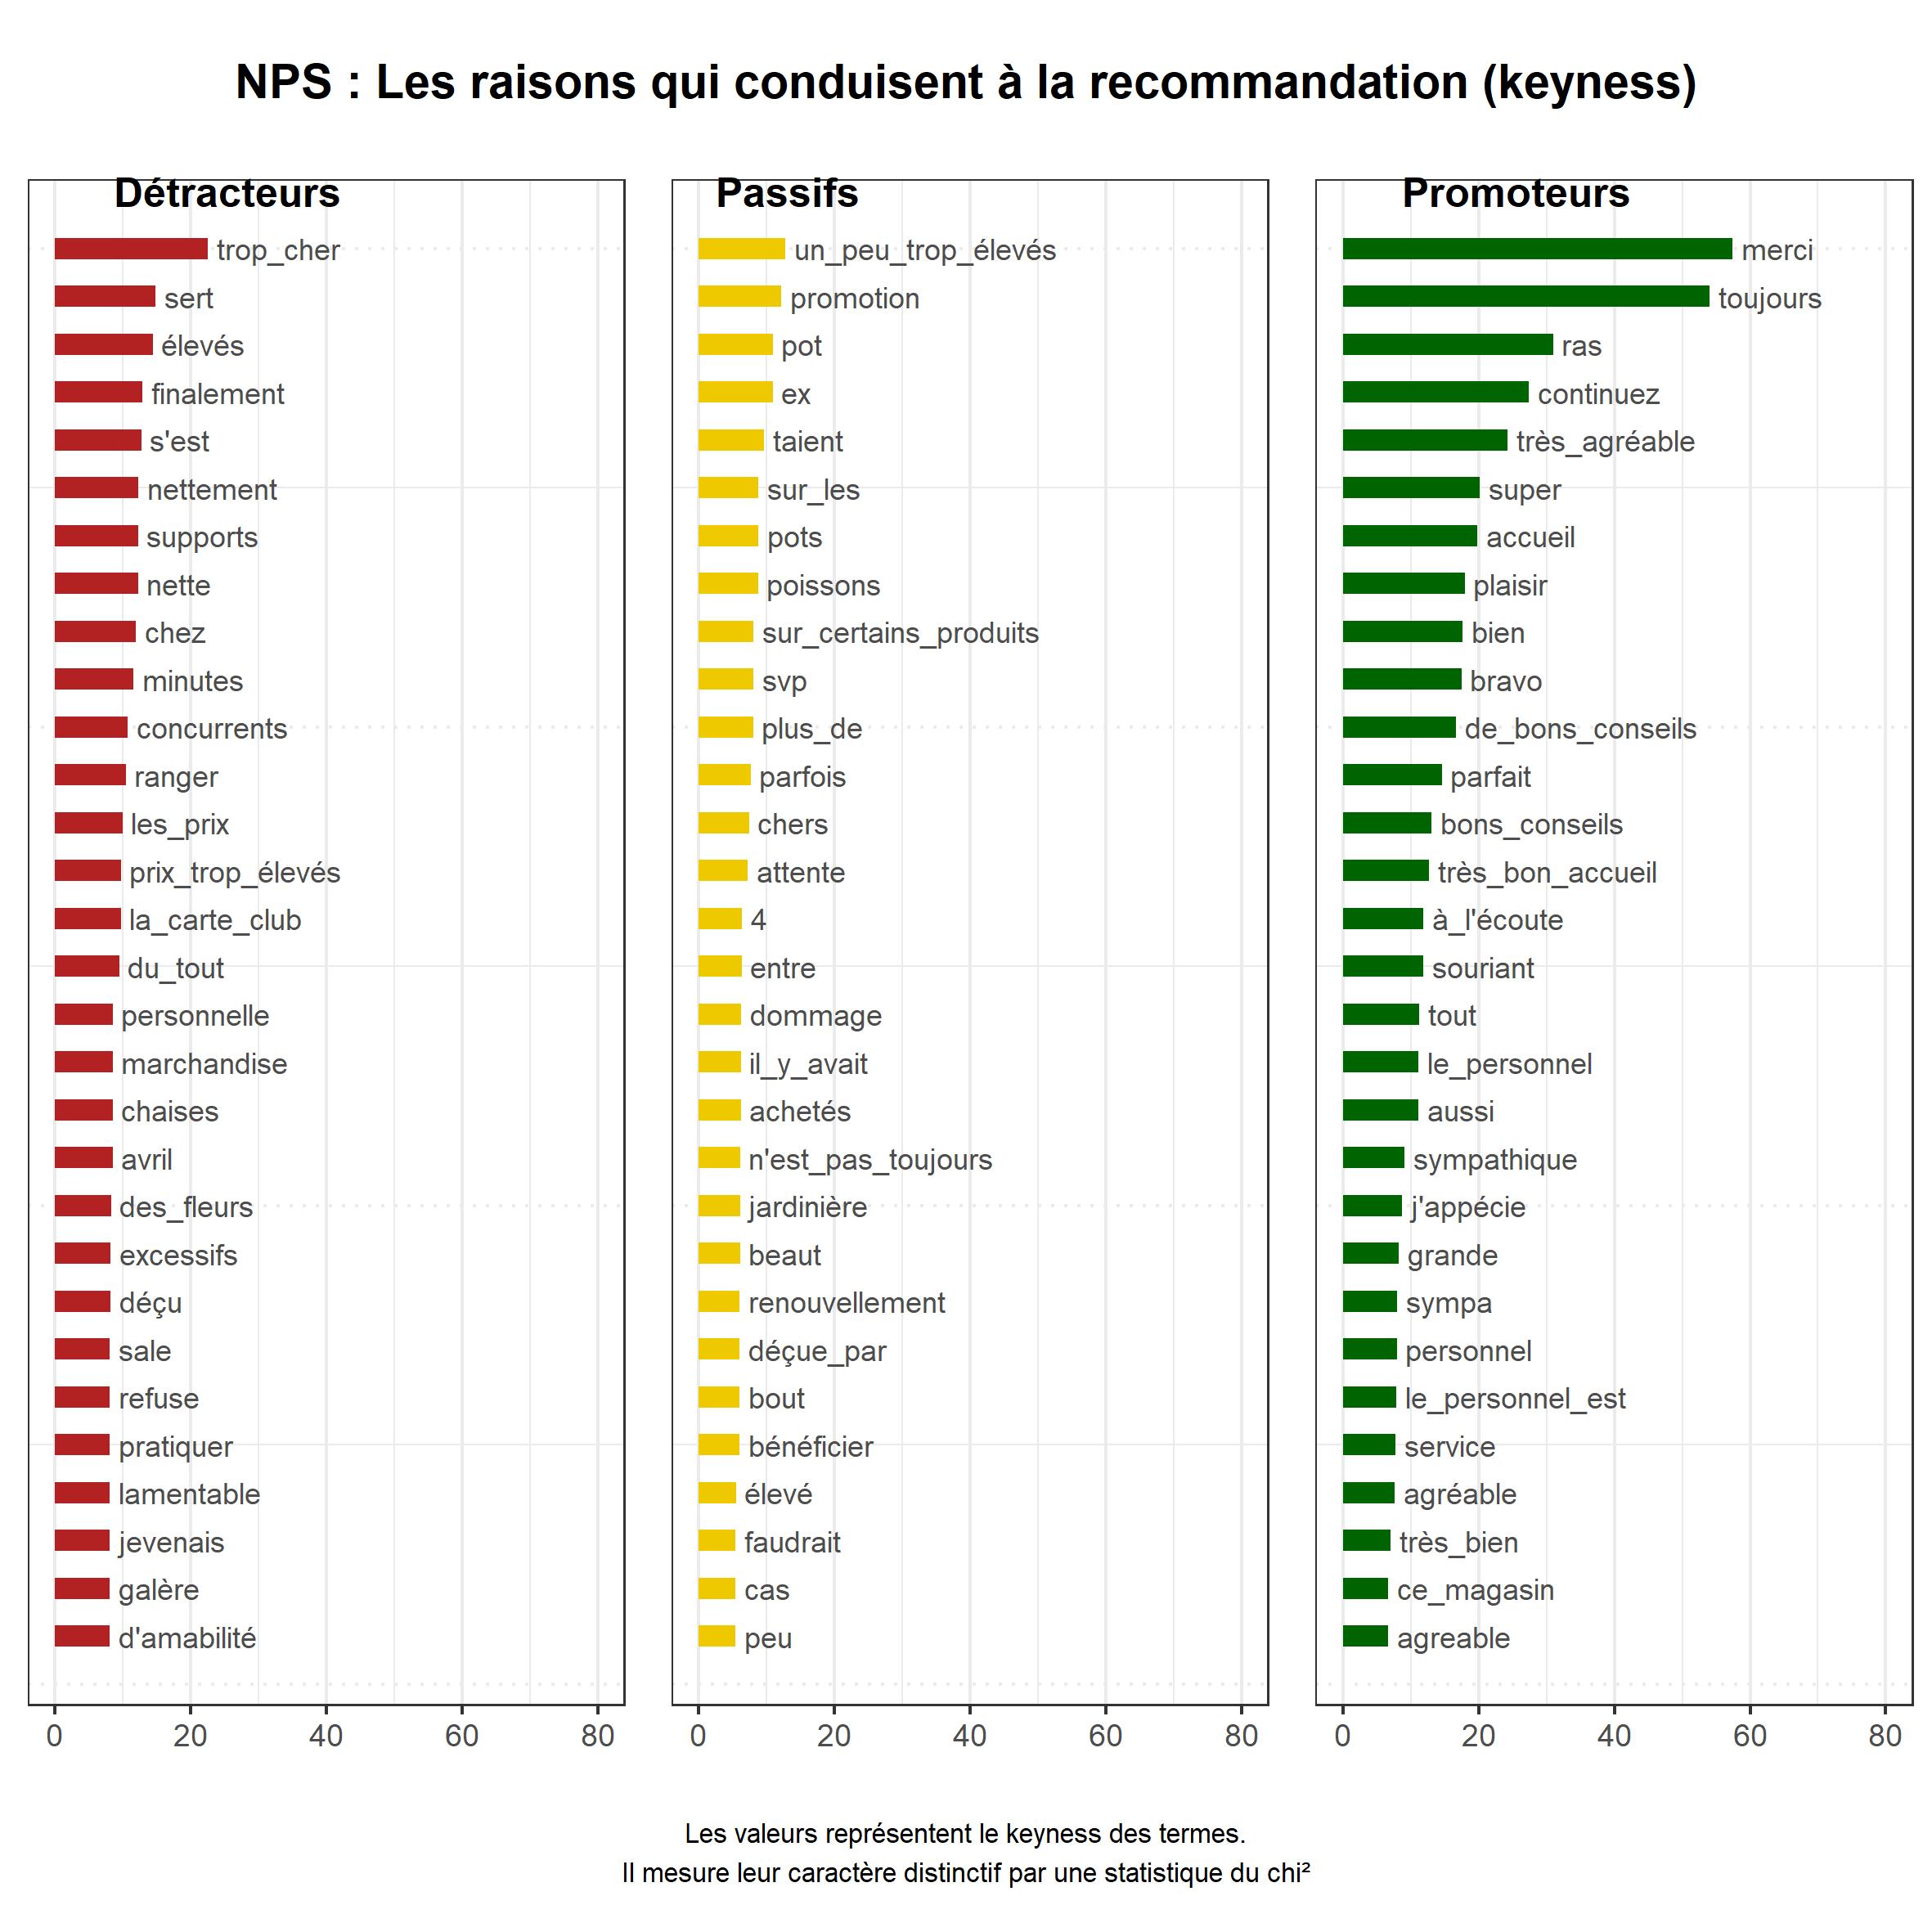 NPS : Les raisons qui conduisent à la recommandation (keyness)
Détracteurs
trop_cher
sert
élevés
finalement
s'est
nettement
supports
nette
chez
minutes
concurrents
ranger
les_prix
prix_trop_élevés
la_carte_club
du_tout
personnelle
marchandise
chaises
avril
des_fleurs
excessifs
déçu
sale
refuse
pratiquer
lamentable
jevenais
galère
d'amabilité
0 20 40 60 80
Passifs
un_peu_trop_élevés
promotion
pot
ex
taient
sur_les
pots
poissons
sur_certains_produits
svp
plus_de
parfois
chers
attente
4
entre
dommage
il_y_avait
achetés
n'est_pas_toujours
jardinière
beaut
renouvellement
déçue_par
bout
bénéficier
élevé
faudrait
cas
peu
0 20 40 60 80
Promoteurs
merci
toujours
ras
continuez
très_agréable
super
accueil
plaisir
bien
bravo
de_bons_conseils
parfait
bons_conseils
très_bon_accueil
à_l'écoute
souriant
tout
le_personnel
aussi
sympathique
j'appécie
grande
sympa
personnel
le_personnel_est
service
agréable
très_bien
ce_magasin
agreable
0 20 40 60 80
Les valeurs représentent le keyness des termes.
Il mesure leur caractère distinctif par une statistique du chi²